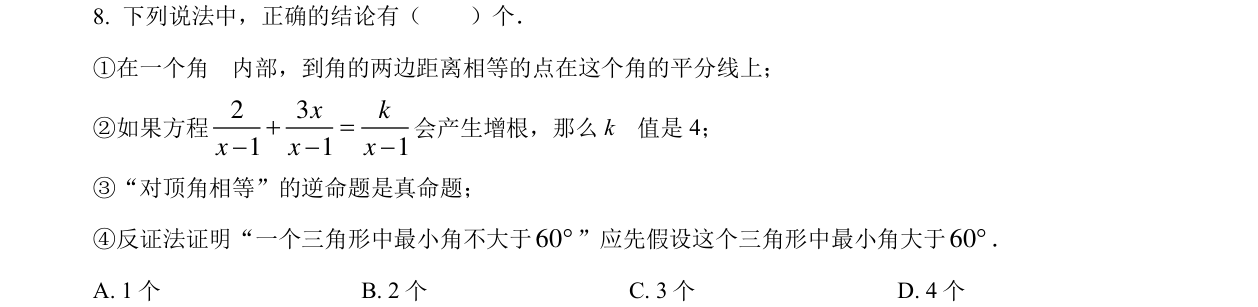 8. 下列说法中，正确的结论有（　　）个．
①在一个角　内部，到角的两边距离相等的点在这个角的平分线上；
②如果方程 2/(x−1) + 3x/(x−1) = k/(x−1) 会产生增根，那么 k　值是 4；
③“对顶角相等”的逆命题是真命题；
④反证法证明“一个三角形中最小角不大于60°”应先假设这个三角形中最小角大于60°．
A. 1 个　B. 2 个　C. 3 个　D. 4 个